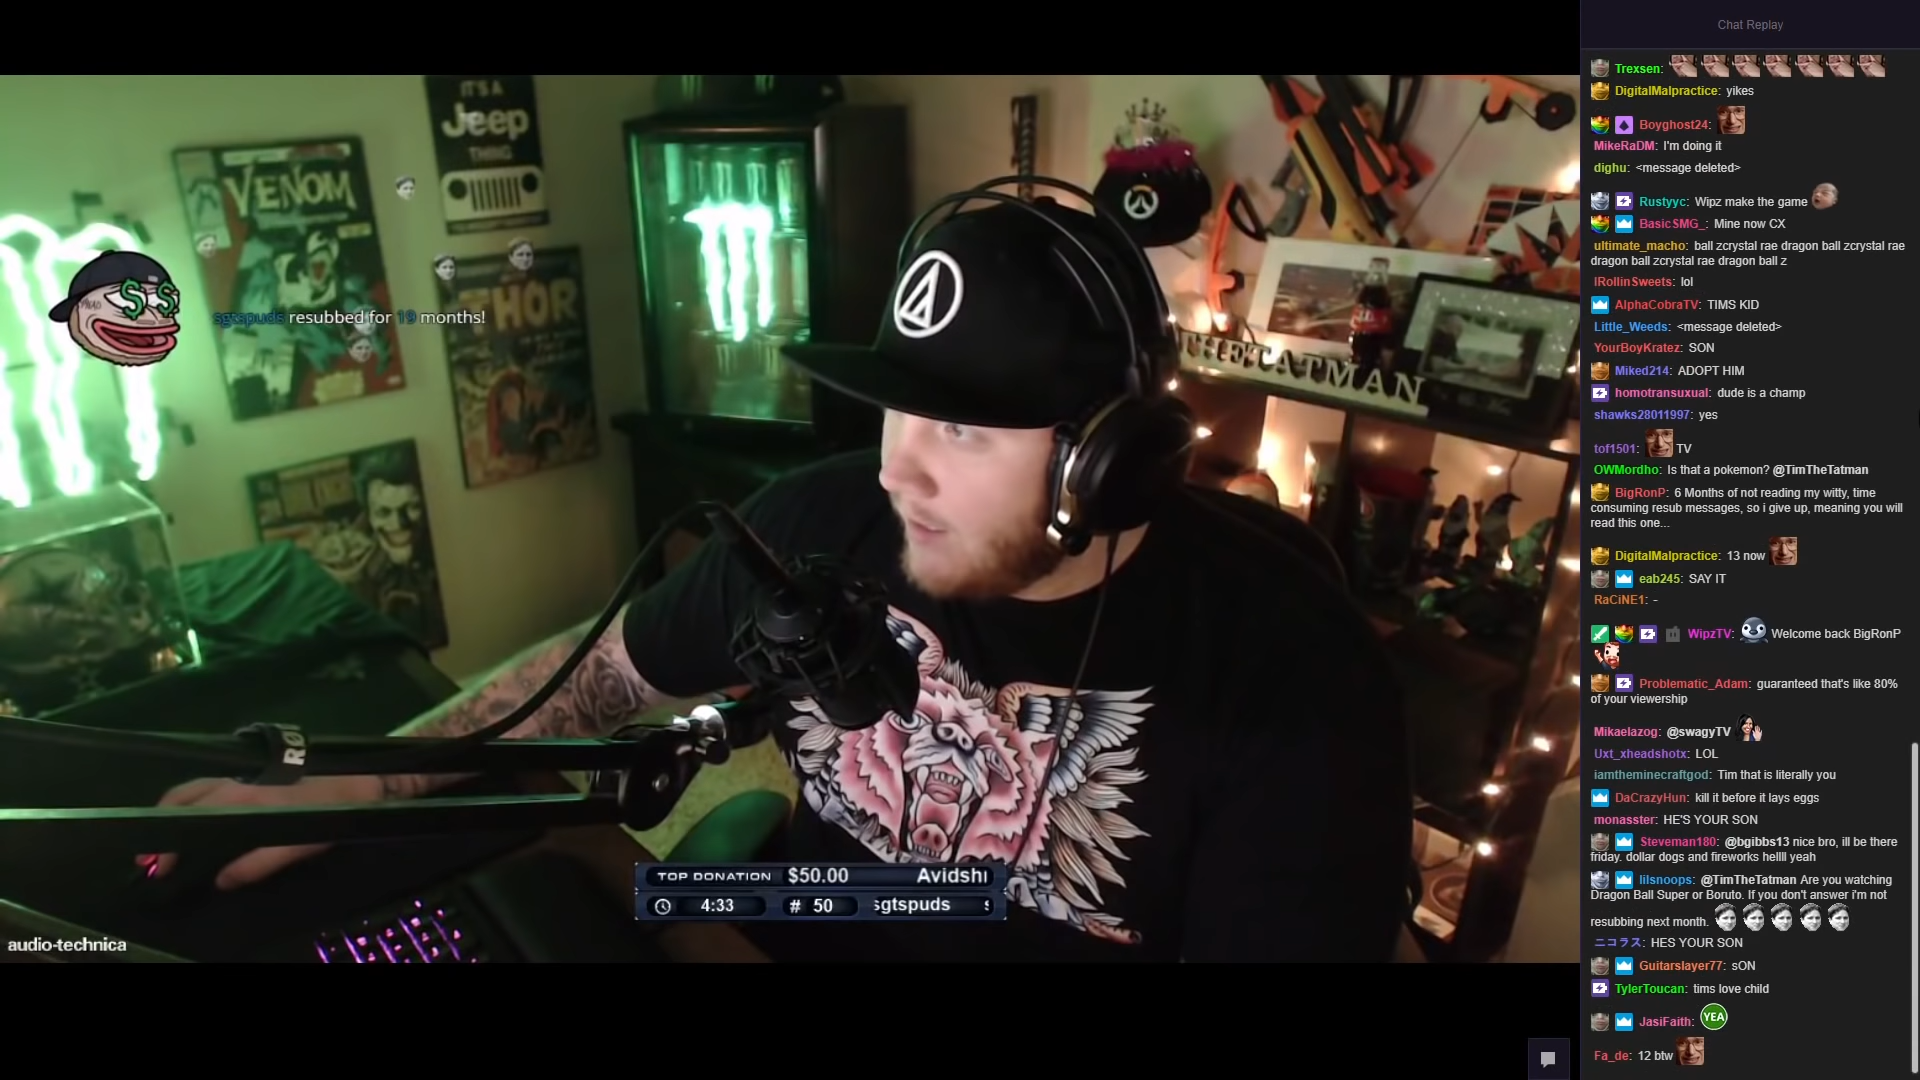 Chat Replay
IT'S A
Jeep
THING
VENOM
THOR
sgtspuds resubbed for 19 months!
THETATMAN
RØ
TOP DONATION $50.00 Avidshi
4:33 # 50 sgtspuds s
audio-technica
Trexsen:
DigitalMalpractice: yikes
Boyghost24:
MikeRaDM: I'm doing it
dighu: <message deleted>
Rustyyc: Wipz make the game
BasicSMG_: Mine now CX
ultimate_macho: ball zcrystal rae dragon ball zcrystal rae
dragon ball zcrystal rae dragon ball z
IRollinSweets: lol
AlphaCobraTV: TIMS KID
Little_Weeds: <message deleted>
YourBoyKratez: SON
Miked214: ADOPT HIM
homotransuxual: dude is a champ
shawks28011997: yes
tof1501: TV
OWMordho: Is that a pokemon? @TimTheTatman
BigRonP: 6 Months of not reading my witty, time
consuming resub messages, so i give up, meaning you will
read this one...
DigitalMalpractice: 13 now
eab245: SAY IT
RaCiNE1: -
WipzTV: Welcome back BigRonP
Problematic_Adam: guaranteed that's like 80%
of your viewership
Mikaelazog: @swagyTV
Uxt_xheadshotx: LOL
iamtheminecraftgod: Tim that is literally you
DaCrazyHun: kill it before it lays eggs
monasster: HE'S YOUR SON
Steveman180: @bgibbs13 nice bro, ill be there
friday. dollar dogs and fireworks hellll yeah
lilsnoops: @TimTheTatman Are you watching
Dragon Ball Super or Boruto. If you don't answer i'm not
resubbing next month.
ニコラス: HES YOUR SON
Guitarslayer77: sON
TylerToucan: tims love child
JasiFaith: YEA
Fa_de: 12 btw